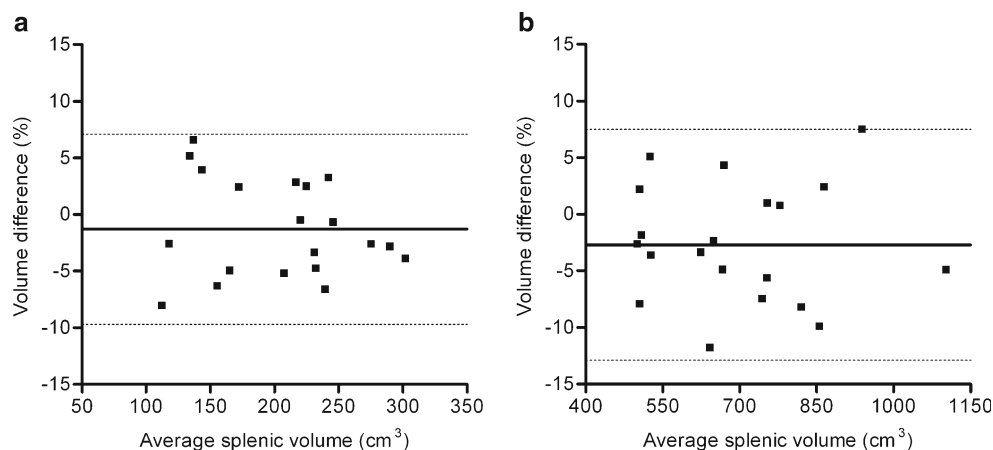 a
Volume difference (%)
15
10
5
0
-5
-10
-15
50 100 150 200 250 300 350
Average splenic volume (cm³)
b
Volume difference (%)
15
10
5
0
-5
-10
-15
400 550 700 850 1000 1150
Average splenic volume (cm³)